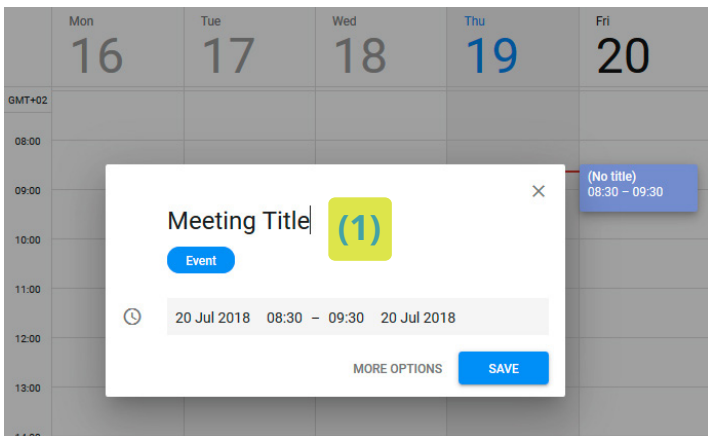 Mon Tue Wed Thu Fri
16 17 18 19 20
GMT+02
08:00
(No title)
08:30 – 09:30
09:00
Meeting Title (1)
10:00
Event
11:00
20 Jul 2018 08:30 – 09:30 20 Jul 2018
12:00
MORE OPTIONS SAVE
13:00
14:00